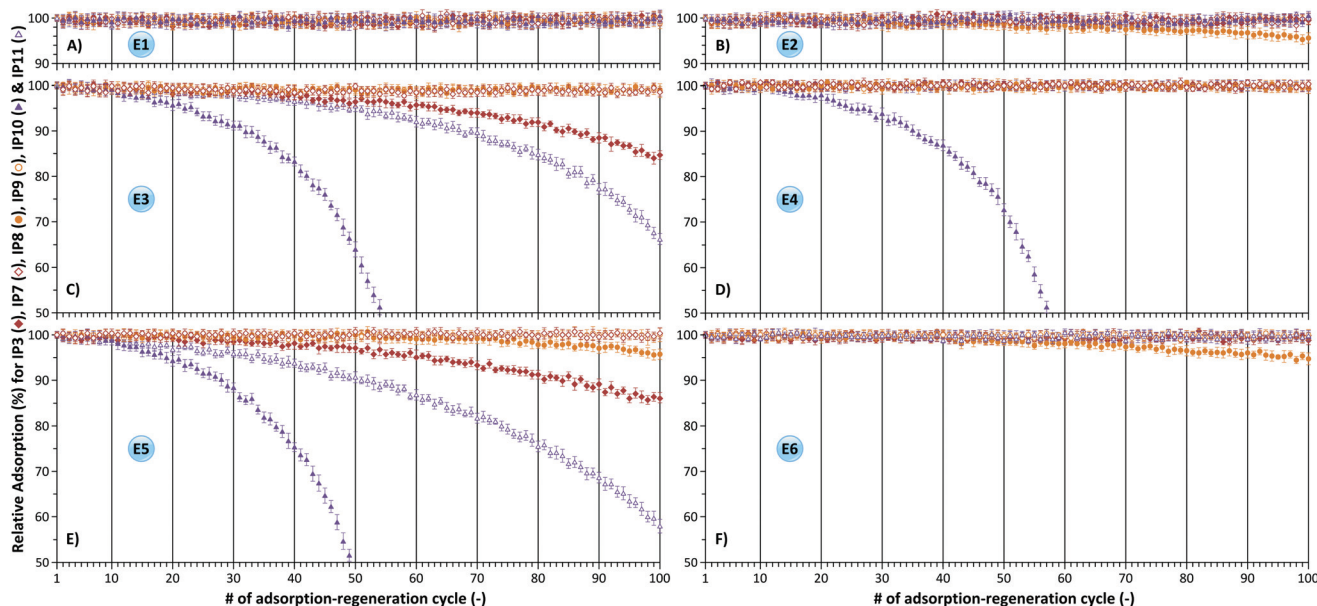 Relative Adsorption (%) for IP3 (◆), IP7 (◇), IP8 (●), IP9 (○), IP10 (▲) & IP11 (△)
100
90
A)
E1
100
90
B)
E2
100
90
80
70
60
50
C)
E3
100
90
80
70
60
50
D)
E4
100
90
80
70
60
50
E)
E5
1 10 20 30 40 50 60 70 80 90 100
# of adsorption-regeneration cycle (-)
100
90
80
70
60
50
F)
E6
1 10 20 30 40 50 60 70 80 90 100
# of adsorption-regeneration cycle (-)